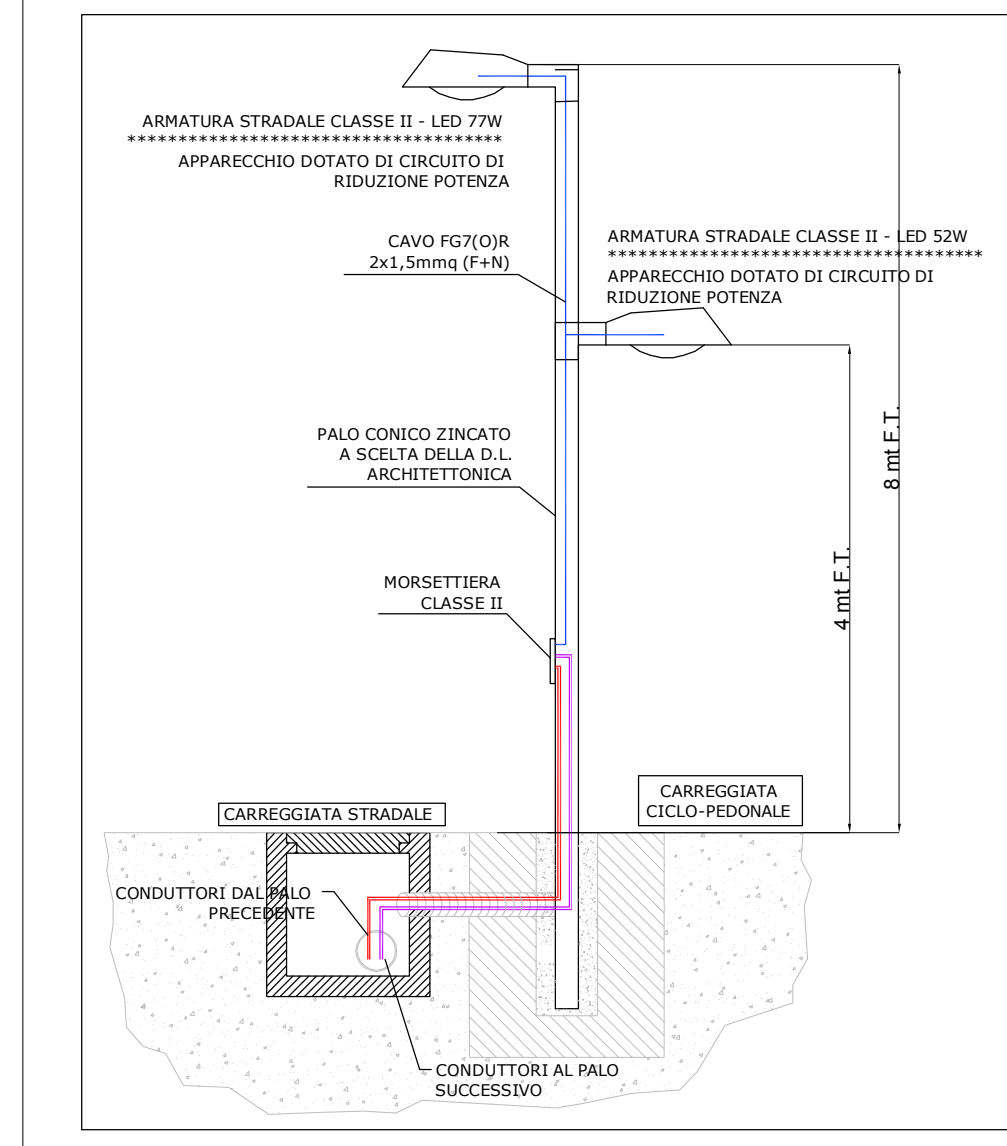 ARMATURA STRADALE CLASSE II - LED 77W
*************************************
APPARECCHIO DOTATO DI CIRCUITO DI
RIDUZIONE POTENZA
CAVO FG7(O)R
2x1,5mmq (F+N)
ARMATURA STRADALE CLASSE II - LED 52W
*************************************
APPARECCHIO DOTATO DI CIRCUITO DI
RIDUZIONE POTENZA
PALO CONICO ZINCATO
A SCELTA DELLA D.L.
ARCHITETTONICA
8 mt F.T.
4 mt F.T.
MORSETTIERA
CLASSE II
CARREGGIATA STRADALE
CARREGGIATA
CICLO-PEDONALE
CONDUTTORI DAL PALO
PRECEDENTE
CONDUTTORI AL PALO
SUCCESSIVO